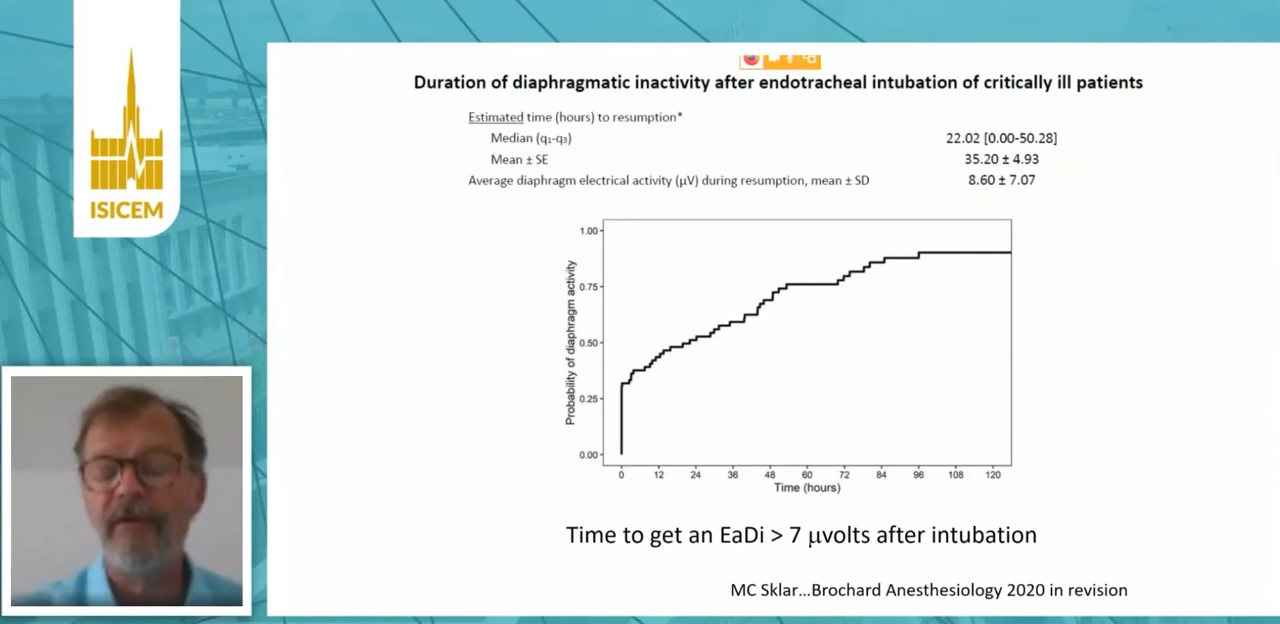 ISICEM
Duration of diaphragmatic inactivity after endotracheal intubation of critically ill patients
Estimated time (hours) to resumption*
Median (q1-q3) 22.02 [0.00-50.28]
Mean ± SE 35.20 ± 4.93
Average diaphragm electrical activity (μV) during resumption, mean ± SD 8.60 ± 7.07
Probability of diaphragm activity
1.00
0.75
0.50
0.25
0.00
0 12 24 36 48 60 72 84 96 108 120
Time (hours)
Time to get an EaDi > 7 μvolts after intubation
MC Sklar...Brochard Anesthesiology 2020 in revision